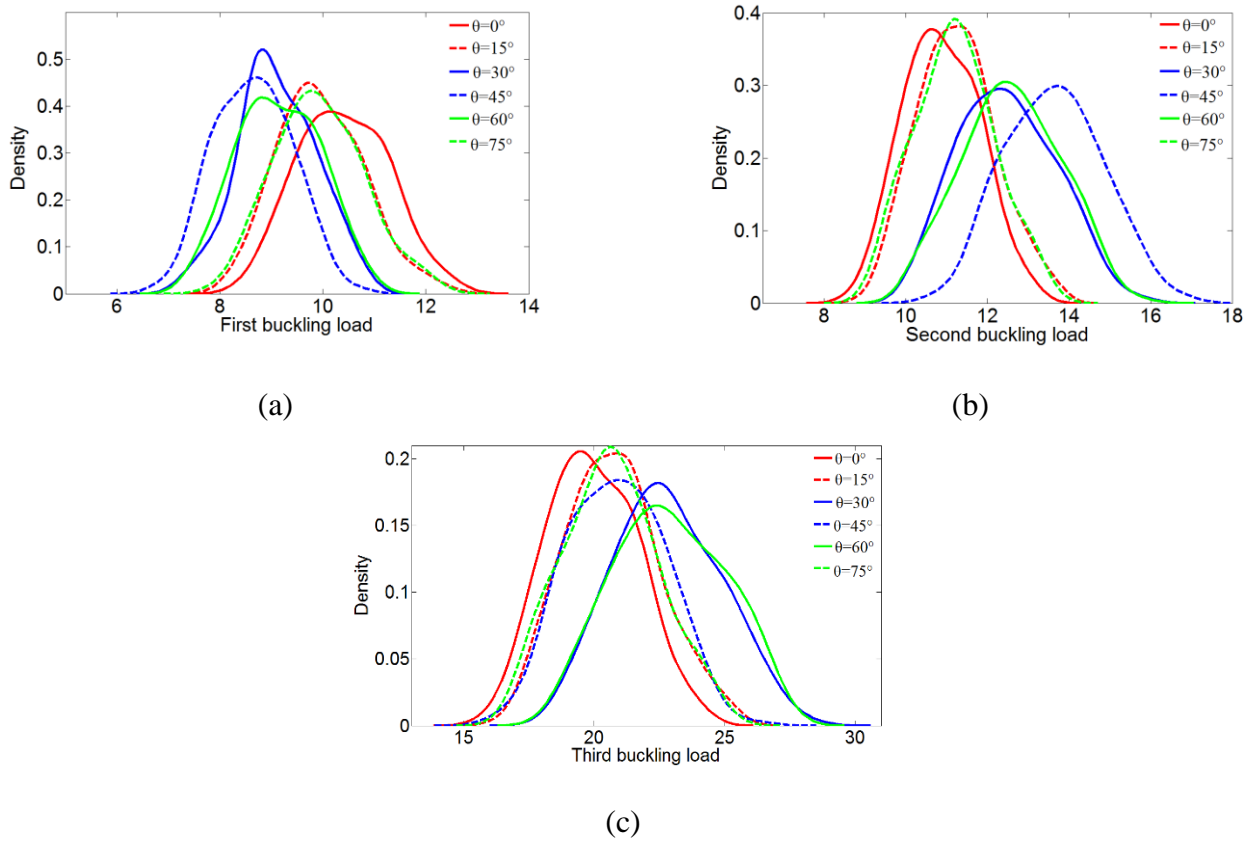 0.5
0.4
0.3
0.2
0.1
0
Density
6 8 10 12 14
First buckling load
θ=0°
θ=15°
θ=30°
θ=45°
θ=60°
θ=75°
(a)
0.4
0.3
0.2
0.1
0
Density
8 10 12 14 16 18
Second buckling load
θ=0°
θ=15°
θ=30°
θ=45°
θ=60°
θ=75°
(b)
0.2
0.15
0.1
0.05
0
Density
15 20 25 30
Third buckling load
θ=0°
θ=15°
θ=30°
θ=45°
θ=60°
θ=75°
(c)